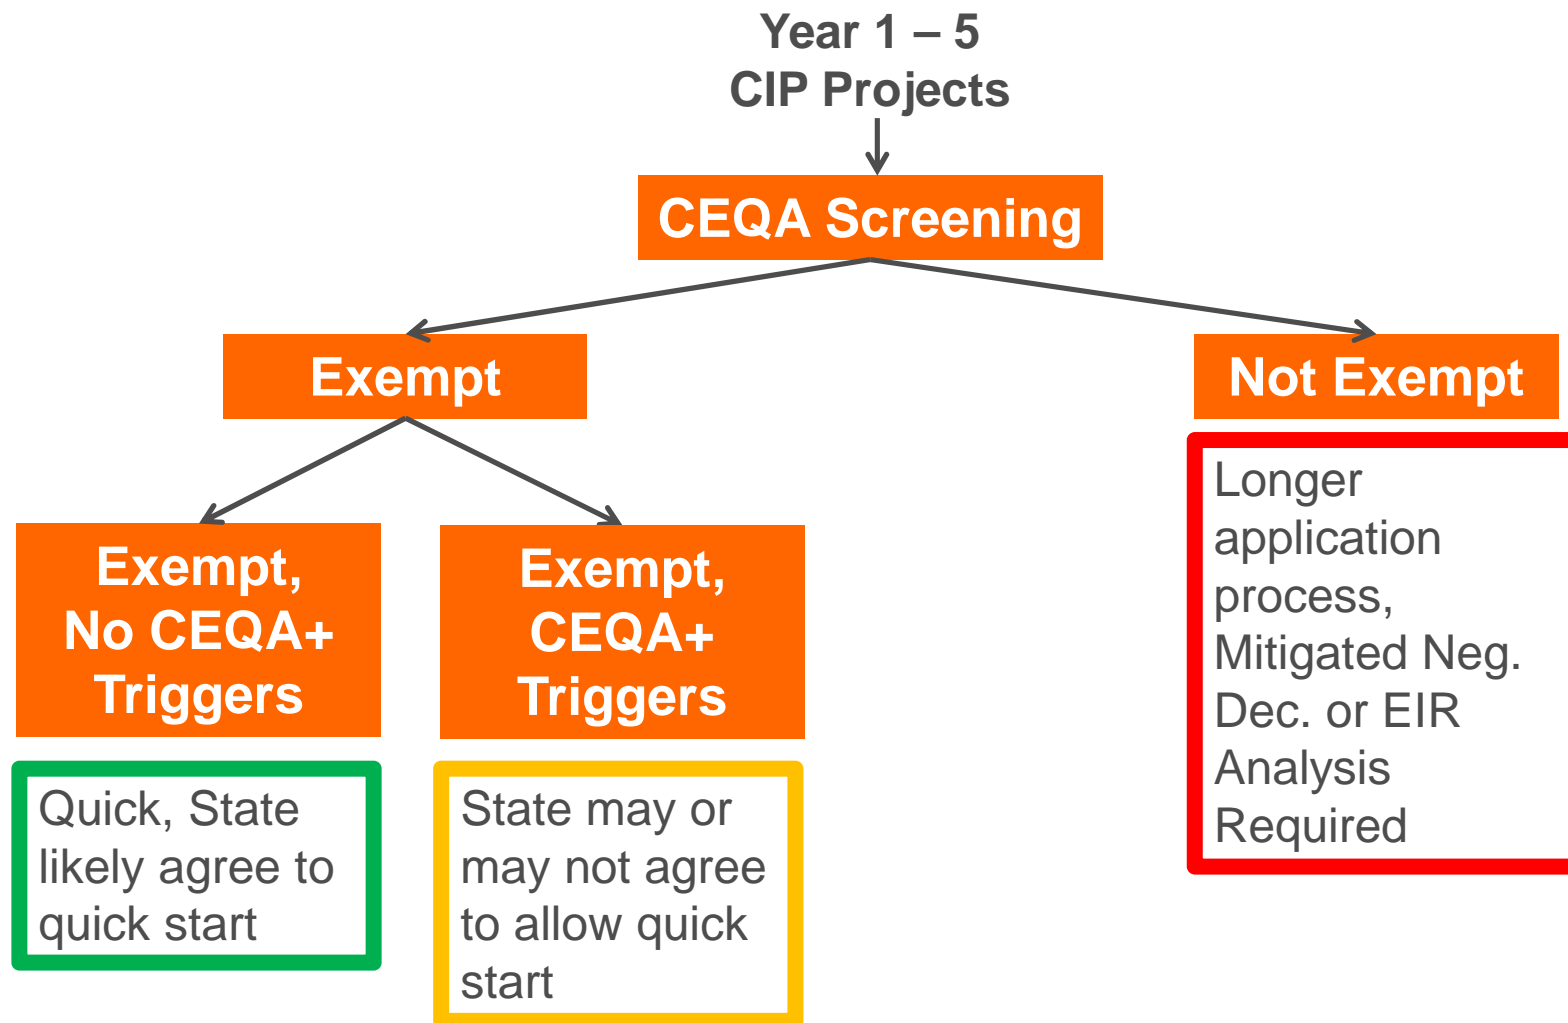 Year 1 – 5
CIP Projects
CEQA Screening
Exempt
Not Exempt
Exempt,
No CEQA+
Triggers
Exempt,
CEQA+
Triggers
Longer
application
process,
Mitigated Neg.
Dec. or EIR
Analysis
Required
Quick, State
likely agree to
quick start
State may or
may not agree
to allow quick
start